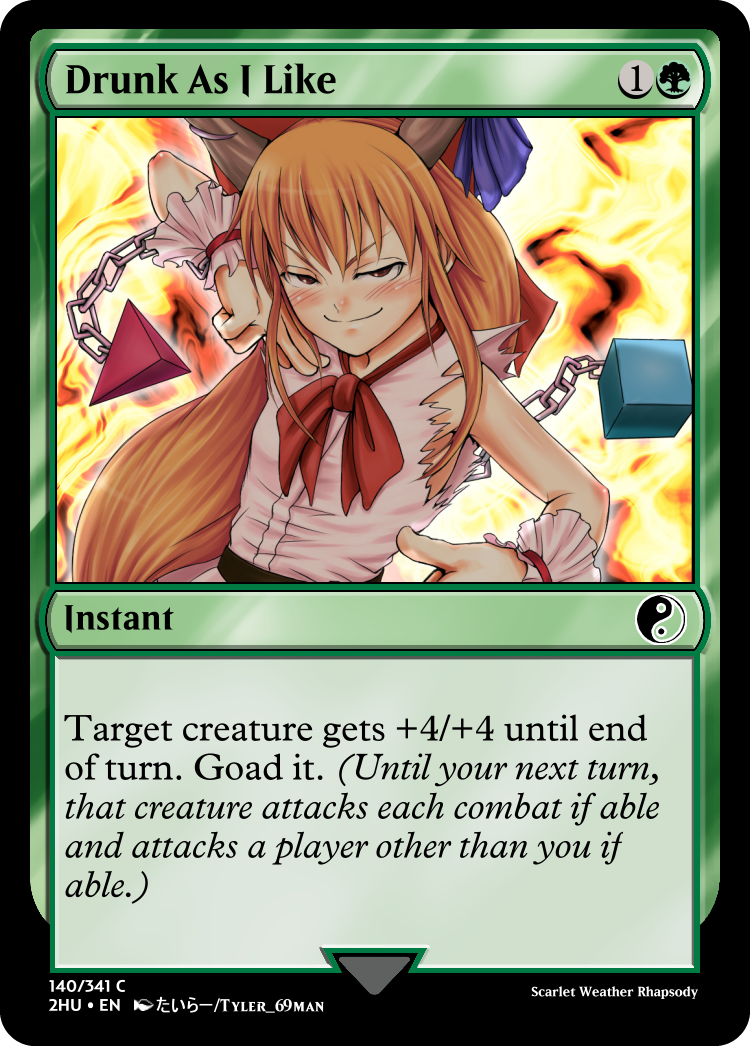 Drunk As I Like 1
Instant
Target creature gets +4/+4 until end
of turn. Goad it. (Until your next turn,
that creature attacks each combat if able
and attacks a player other than you if
able.)
140/341 C
2HU • EN たいらー/Tyler_69man
Scarlet Weather Rhapsody